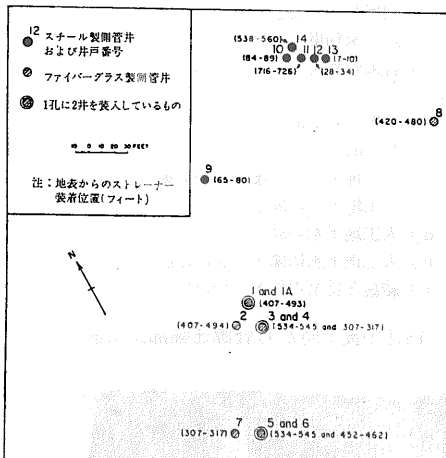 12
スチール製側管井
および井戸番号
ファイバーグラス製側管井
1孔に2井を装入しているもの
10 0 10 20 30 FEET
注：地表からのストレーナー
装着位置（フィート）
(538-560) 14
10 11 12 13
(84-89) (7-10)
(716-726) (28-34)
8
(420-480)
9
(65-80)
N
1 and 1A
(407-493)
2 3 and 4
(407-494) (534-545 and 307-317)
7 5 and 6
(307-317) (534-545 and 452-462)